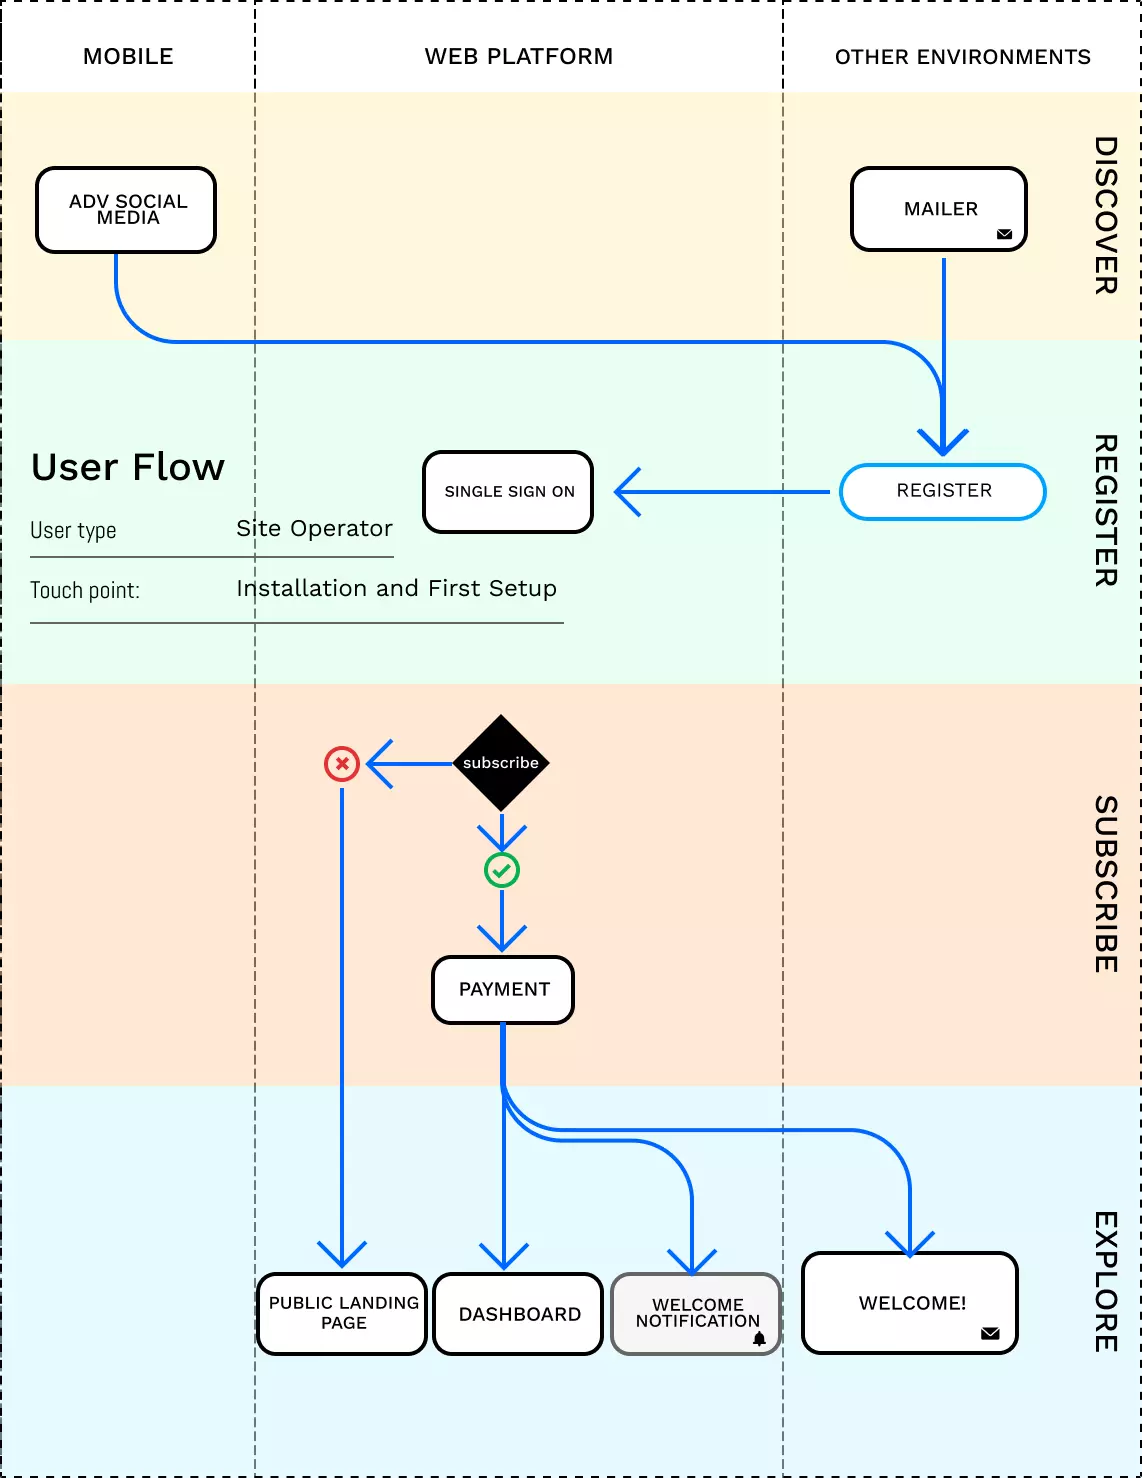 MOBILE
WEB PLATFORM
OTHER ENVIRONMENTS
DISCOVER
ADV SOCIAL
MEDIA
MAILER
REGISTER
User Flow
User type
Site Operator
Touch point:
Installation and First Setup
SINGLE SIGN ON
REGISTER
SUBSCRIBE
subscribe
PAYMENT
EXPLORE
PUBLIC LANDING
PAGE
DASHBOARD
WELCOME
NOTIFICATION
WELCOME!